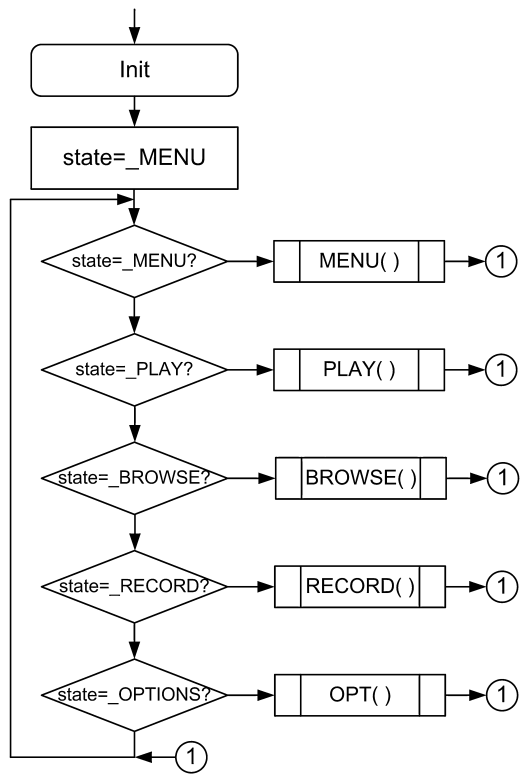 Init
state=_MENU
state=_MENU?
MENU( )
1
state=_PLAY?
PLAY( )
1
state=_BROWSE?
BROWSE( )
1
state=_RECORD?
RECORD( )
1
state=_OPTIONS?
OPT( )
1
1